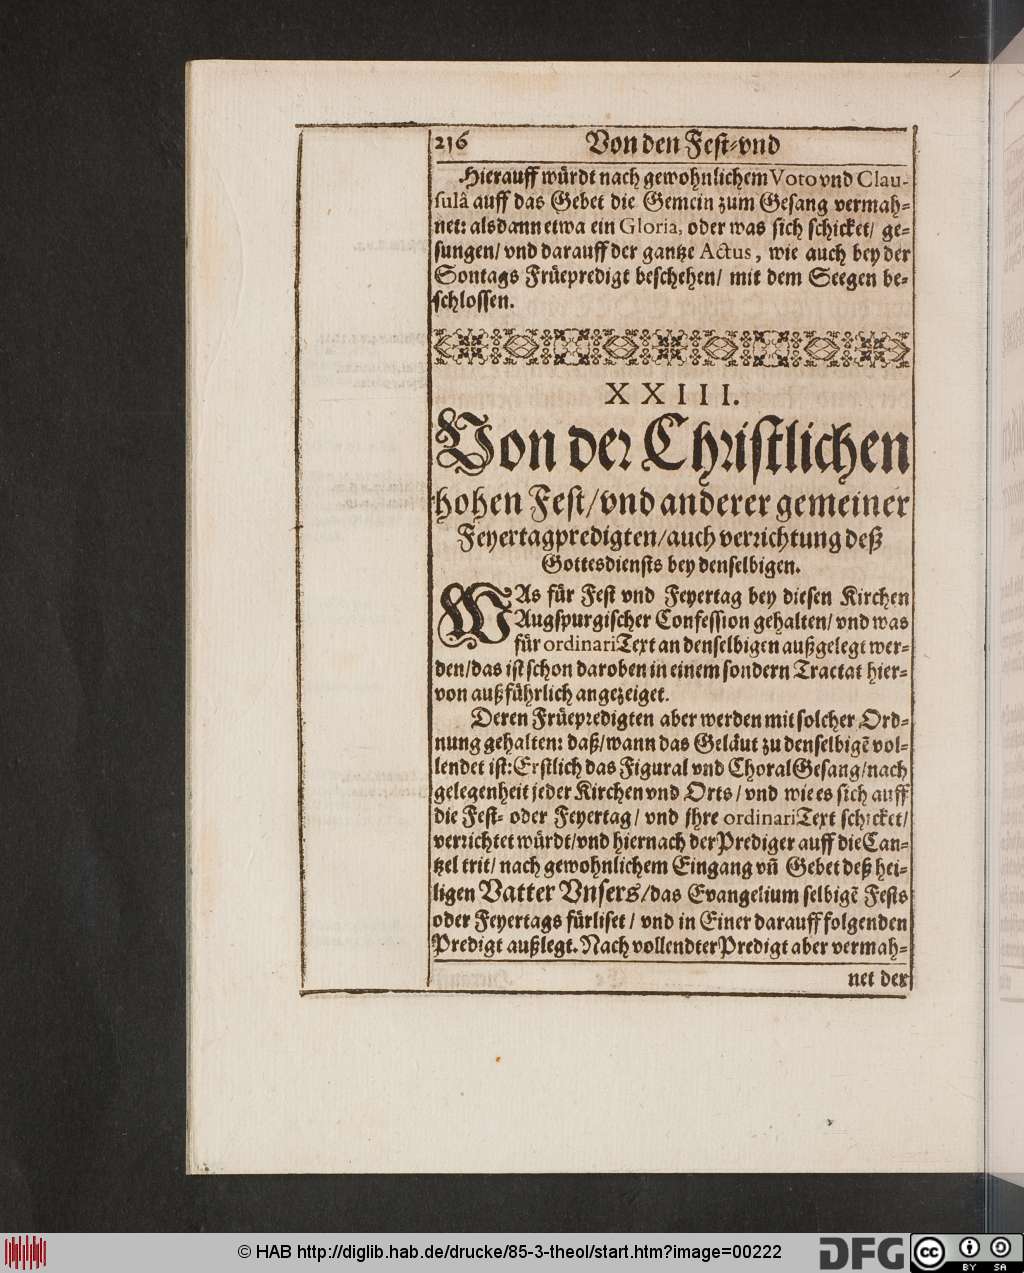 216 Von den Fest-vnd
Hierauff würdt nach gewohnlichem Voto vnd Clau-
sulâ auff das Gebet die Gemein zum Gesang vermah-
net: alsdann etwa ein Gloria, oder was sich schicket/ ge-
sungen/ vnd darauff der gantze Actus, wie auch bey der
Sontags Früepredigt beschehen/ mit dem Seegen be-
schlossen.
XXIII.
Von der Christlichen
hohen Fest/vnd anderer gemeiner
Feyertagpredigten/auch verrichtung deß
Gottesdiensts bey denselbigen.
WAs für Fest vnd Feyertag bey diesen Kirchen
Augspurgischer Confession gehalten/ vnd was
für ordinari Text an denselbigen außgelegt wer-
den/das ist schon daroben in einem sondern Tractat hier-
von außführlich angezeiget.
Deren Früepredigten aber werden mit solcher Ord-
nung gehalten: daß/wann das Geläut zu denselbigẽ vol-
lendet ist: Erstlich das Figural vnd Choral Gesang/nach
gelegenheit jeder Kirchen vnd Orts/ vnd wie es sich auff
die Fest- oder Feyertag/ vnd jhre ordinari Text schicket/
verrichtet würdt/vnd hiernach der Prediger auff die Can-
tzel trit/ nach gewohnlichem Eingang vñ Gebet deß hei-
ligen Vatter Vnsers/das Evangelium selbigẽ Fests
oder Feyertags fürliset/ vnd in Einer darauff folgenden
Predigt außlegt. Nach vollendter Predigt aber vermah-
net der
© HAB http://diglib.hab.de/drucke/85-3-theol/start.htm?image=00222
DFG
cc
BY SA